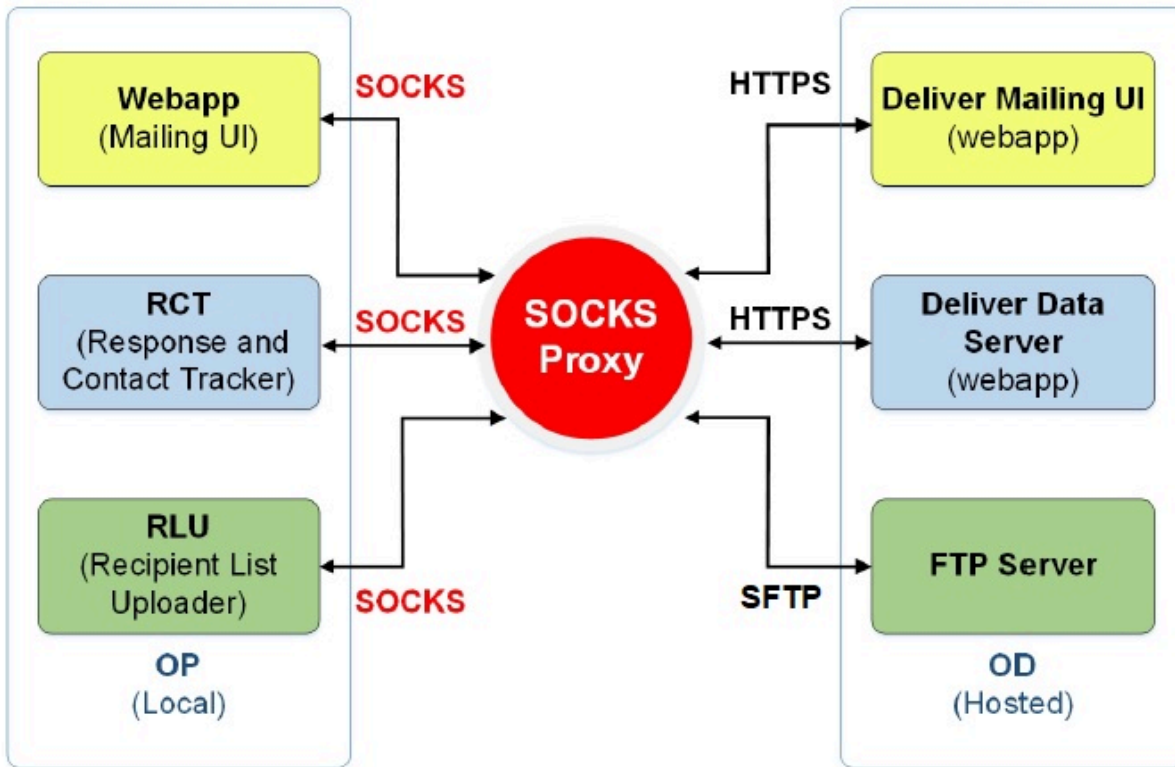 Webapp
(Mailing UI)
SOCKS
HTTPS
Deliver Mailing UI
(webapp)
RCT
(Response and
Contact Tracker)
SOCKS
SOCKS
Proxy
HTTPS
Deliver Data
Server
(webapp)
RLU
(Recipient List
Uploader)
SOCKS
SFTP
FTP Server
OP
(Local)
OD
(Hosted)